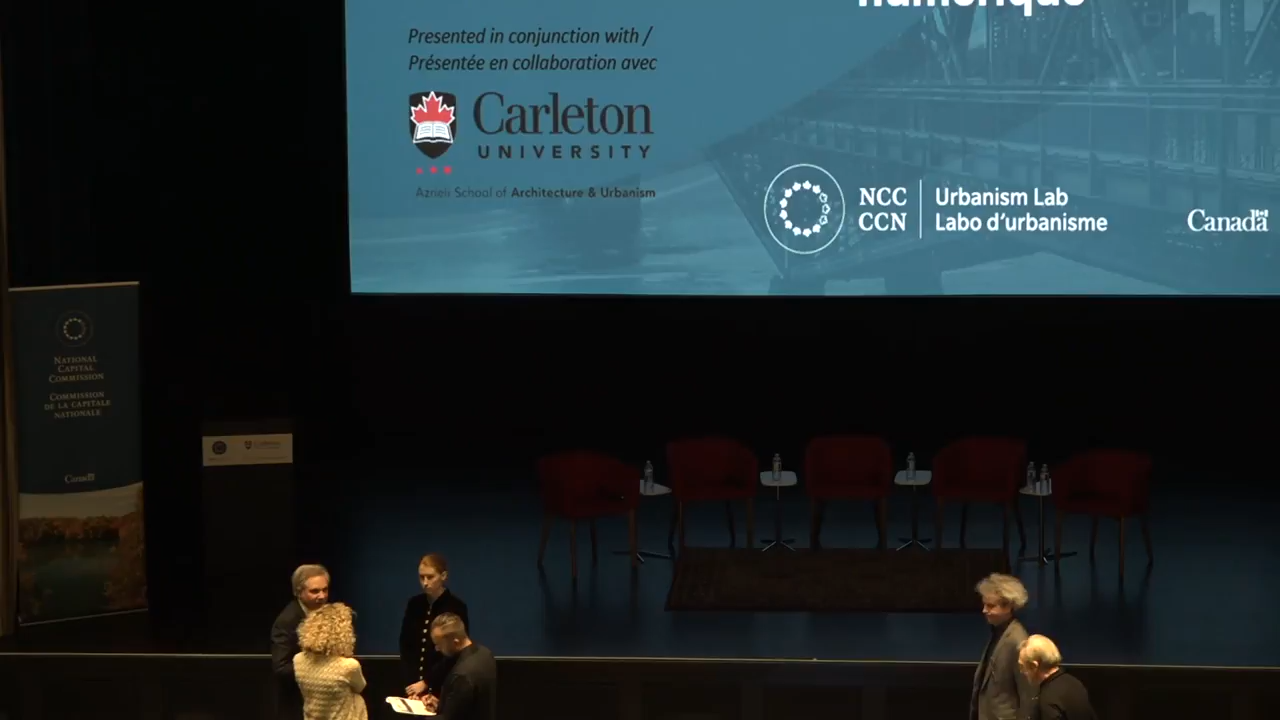 numérique
Presented in conjunction with /
Présentée en collaboration avec
Carleton
UNIVERSITY
Azrieli School of Architecture & Urbanism
NCC
CCN
Urbanism Lab
Labo d'urbanisme
Canada
NATIONAL
CAPITAL
COMMISSION
COMMISSION
DE LA CAPITALE
NATIONALE
Canada